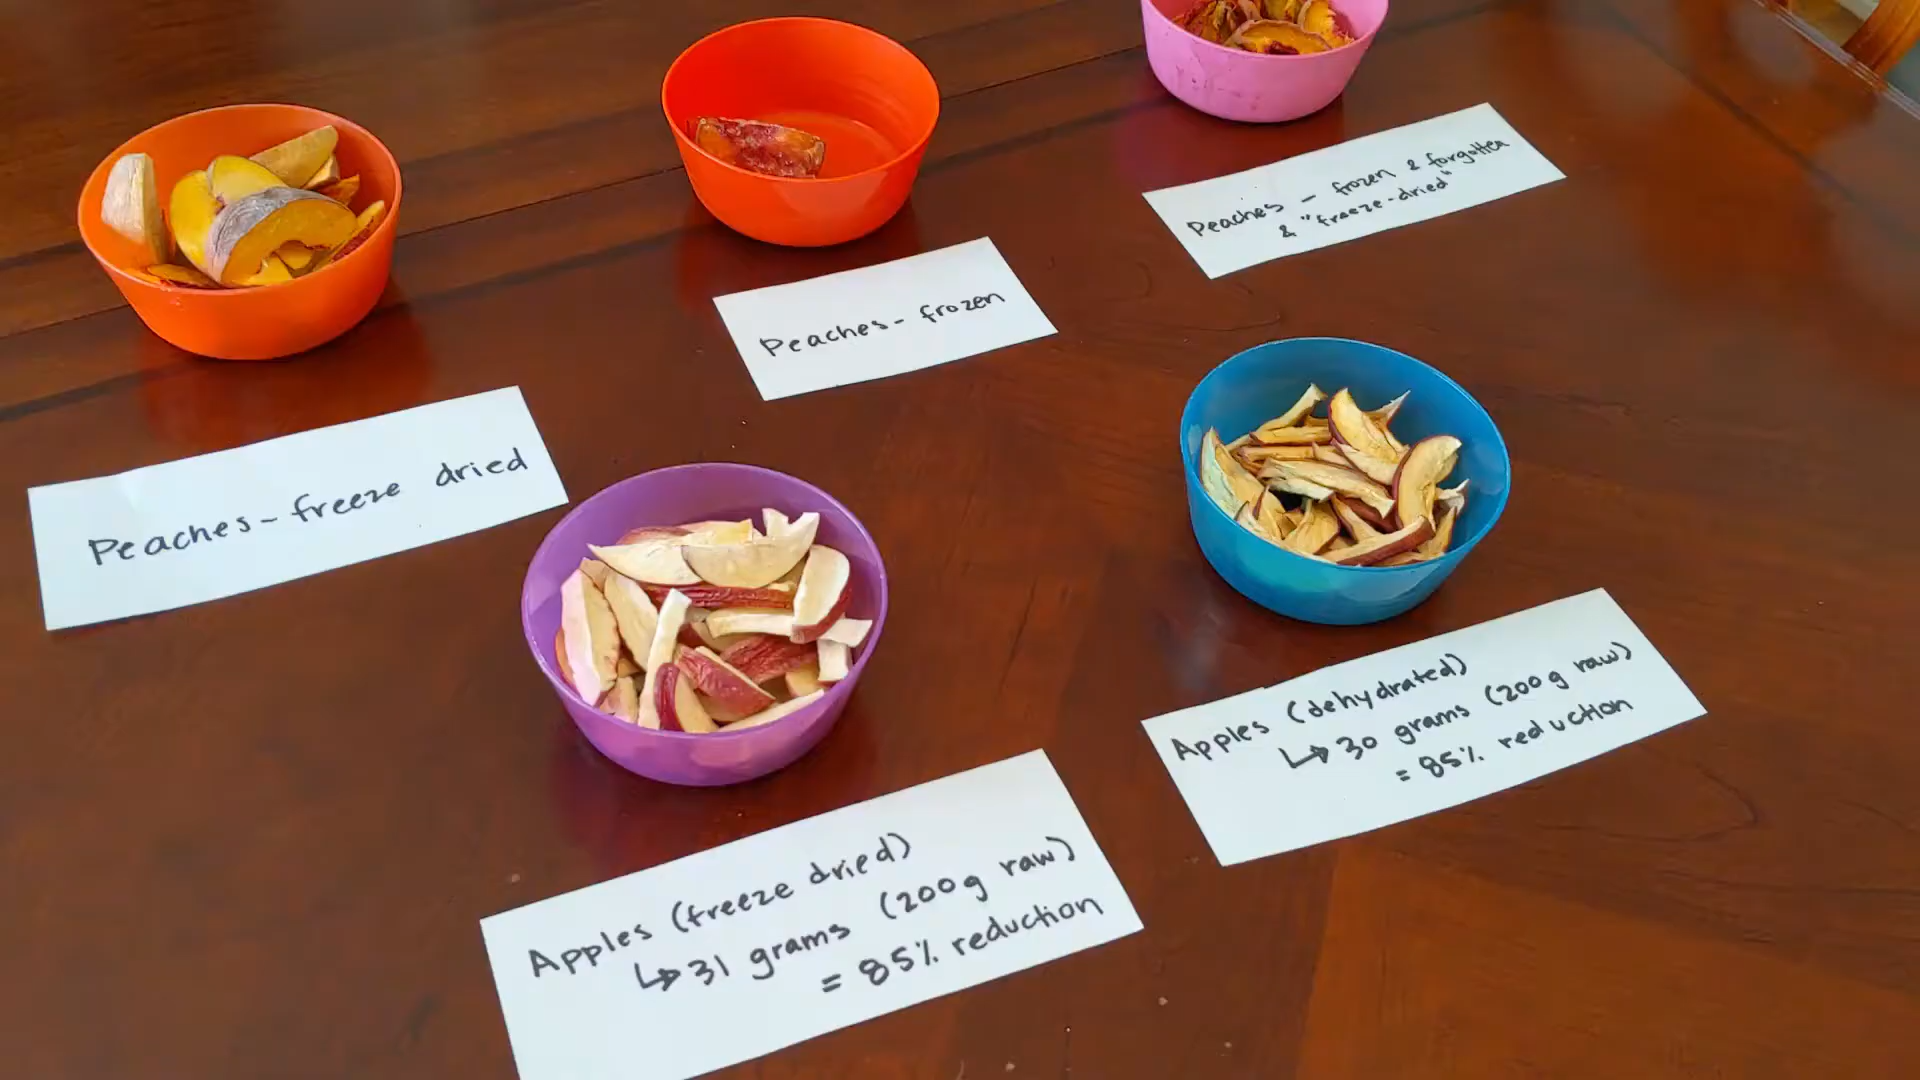 Peaches - freeze dried
Peaches - frozen
Peaches - frozen & forgotten
& "freeze-dried"
Apples (freeze dried)
↳ 31 grams (200g raw)
= 85% reduction
Apples (dehydrated)
↳ 30 grams (200g raw)
= 85% reduction